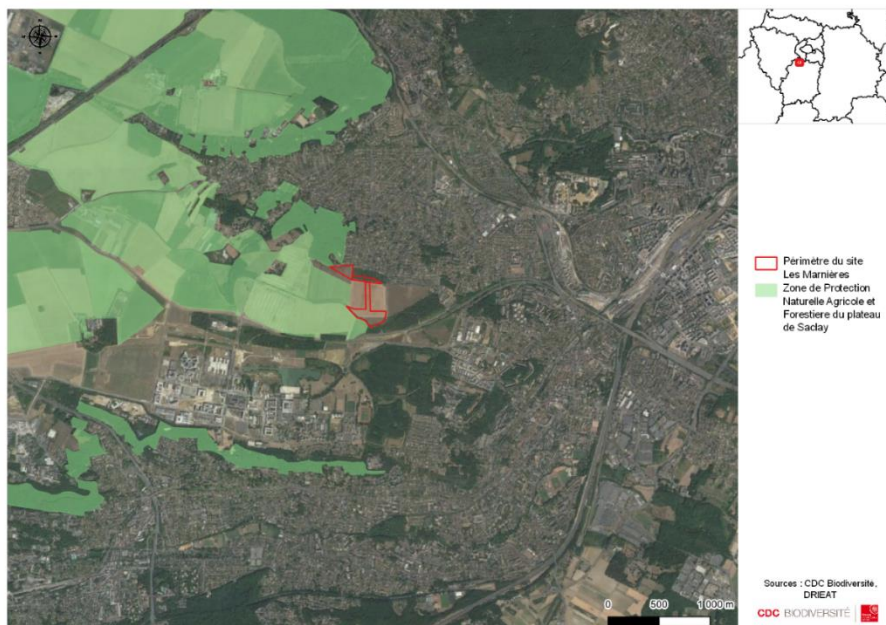 Périmètre du site
Les Marnières
Zone de Protection
Naturelle Agricole et
Forestiere du plateau
de Saclay
Sources : CDC Biodiversité,
DRIEAT
0 500 1 000 m
CDC BIODIVERSITÉ